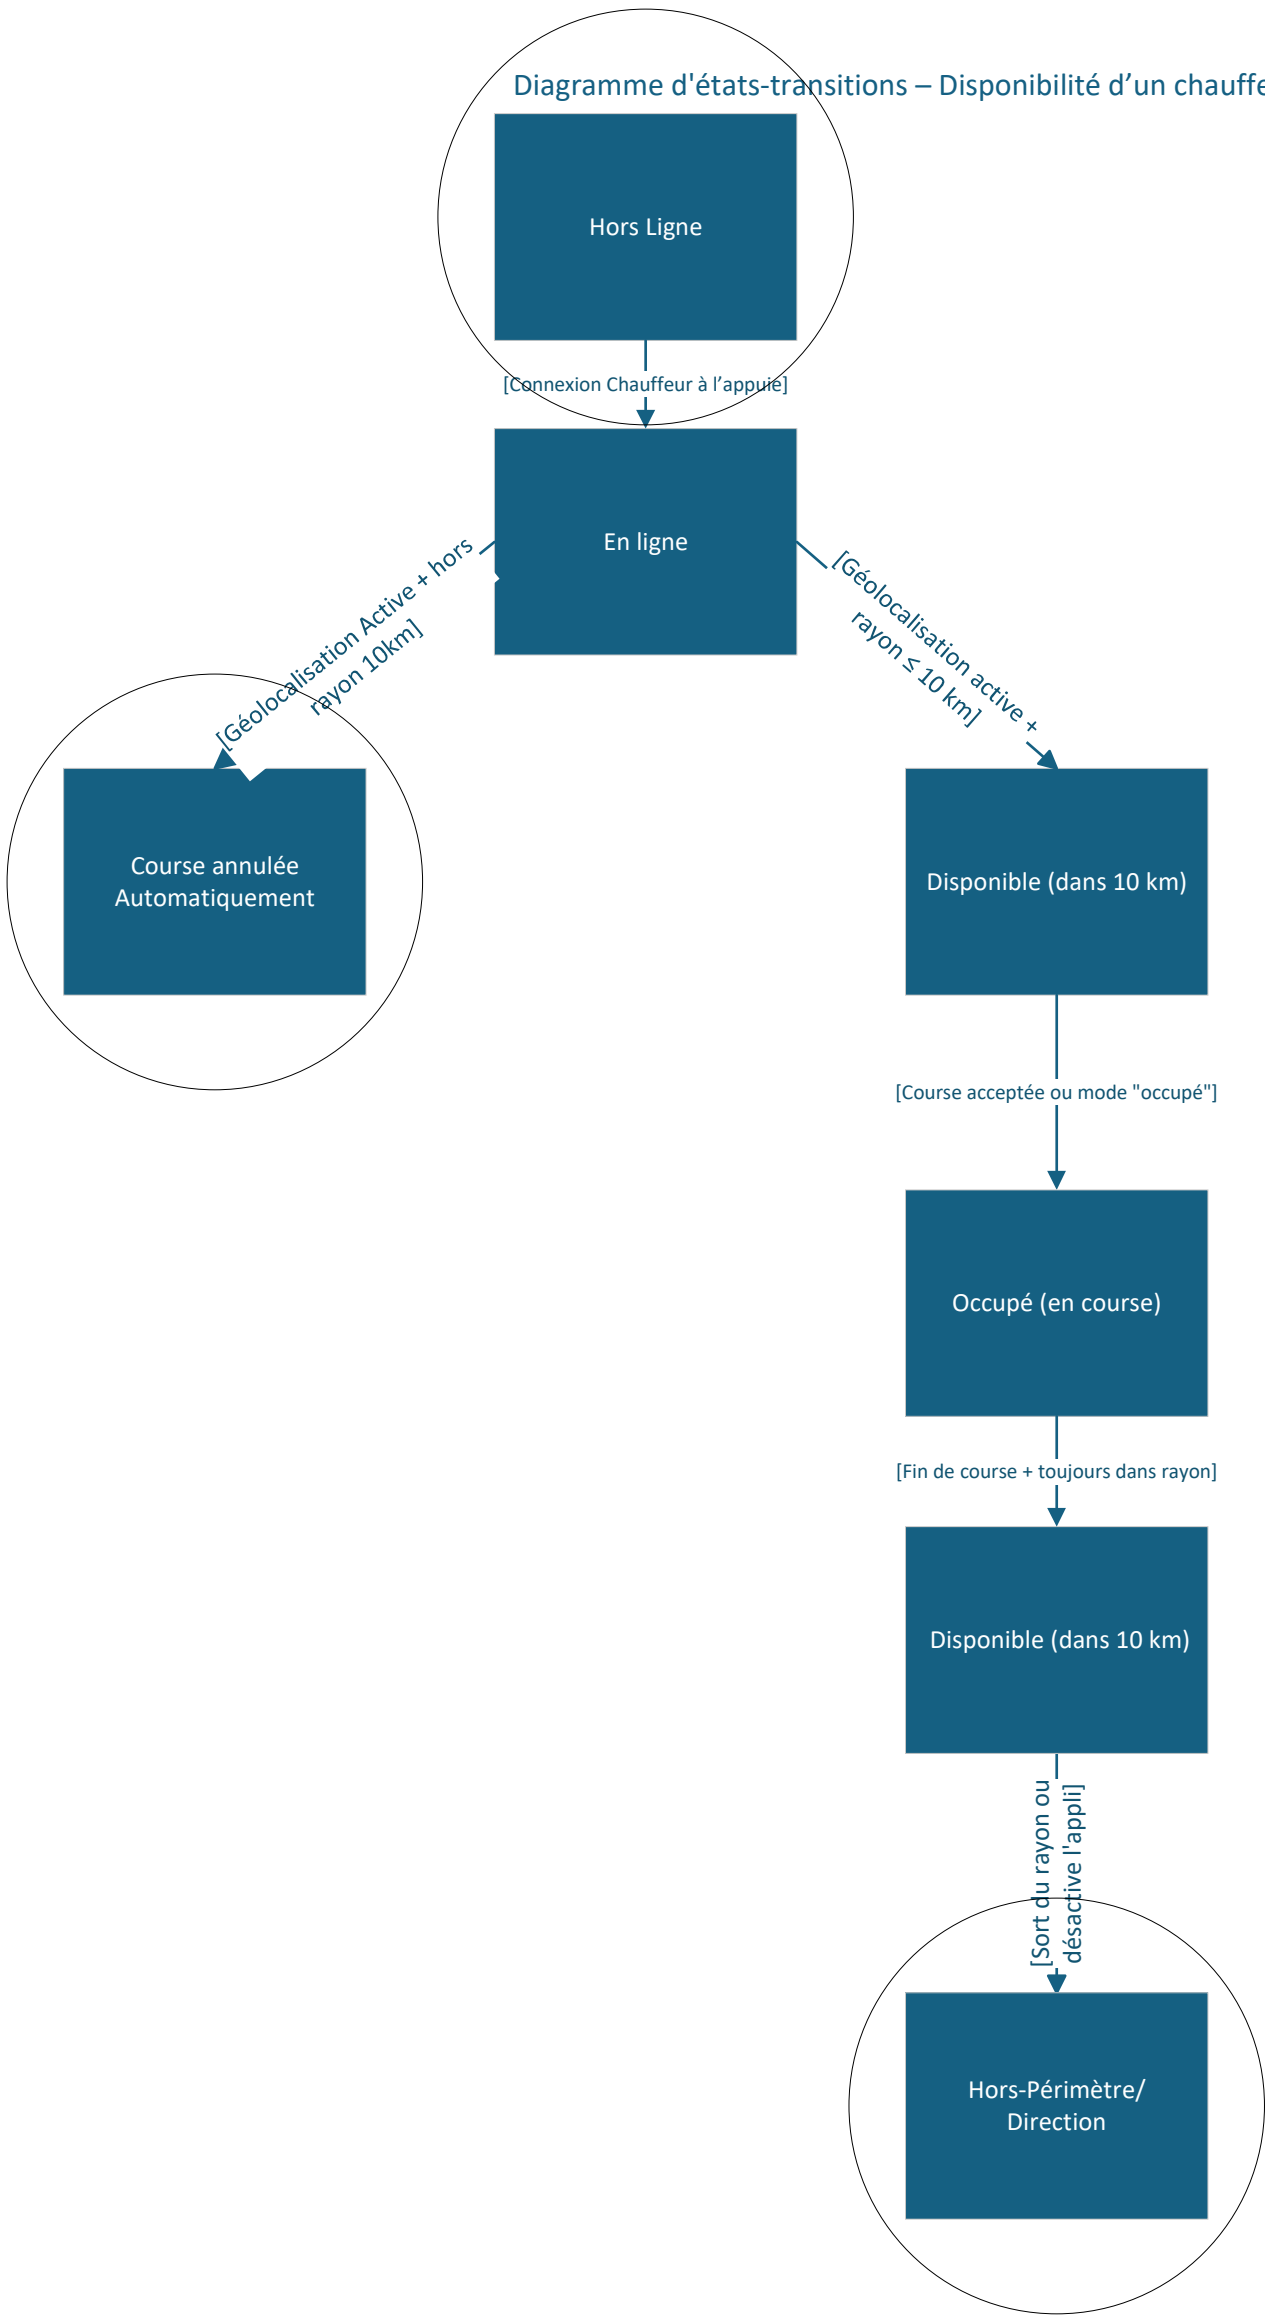 Diagramme d'états-transitions – Disponibilité d’un chauffe
Hors Ligne
[Connexion Chauffeur à l’appuie]
En ligne
[Géolocalisation Active + hors
rayon 10km]
[Géolocalisation active +
rayon ≤ 10 km]
Course annulée
Automatiquement
Disponible (dans 10 km)
[Course acceptée ou mode "occupé"]
Occupé (en course)
[Fin de course + toujours dans rayon]
Disponible (dans 10 km)
[Sort du rayon ou
désactive l'appli]
Hors-Périmètre/
Direction